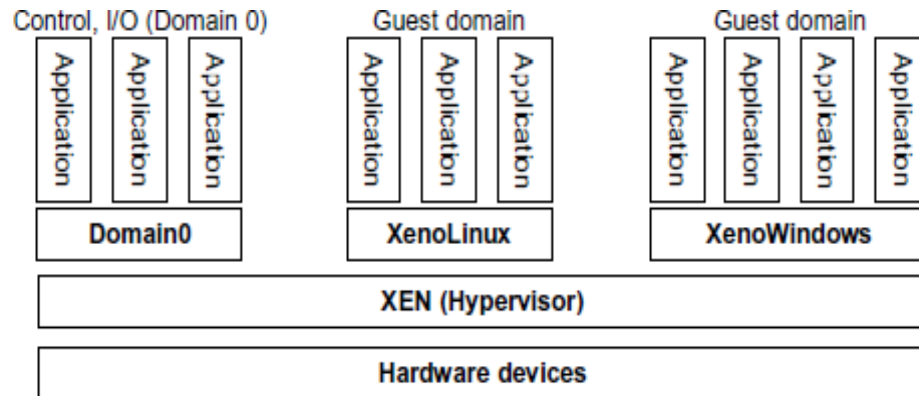 Control, I/O (Domain 0)
Guest domain
Guest domain
Application
Application
Application
Application
Application
Application
Application
Application
Application
Application
Domain0
XenoLinux
XenoWindows
XEN (Hypervisor)
Hardware devices